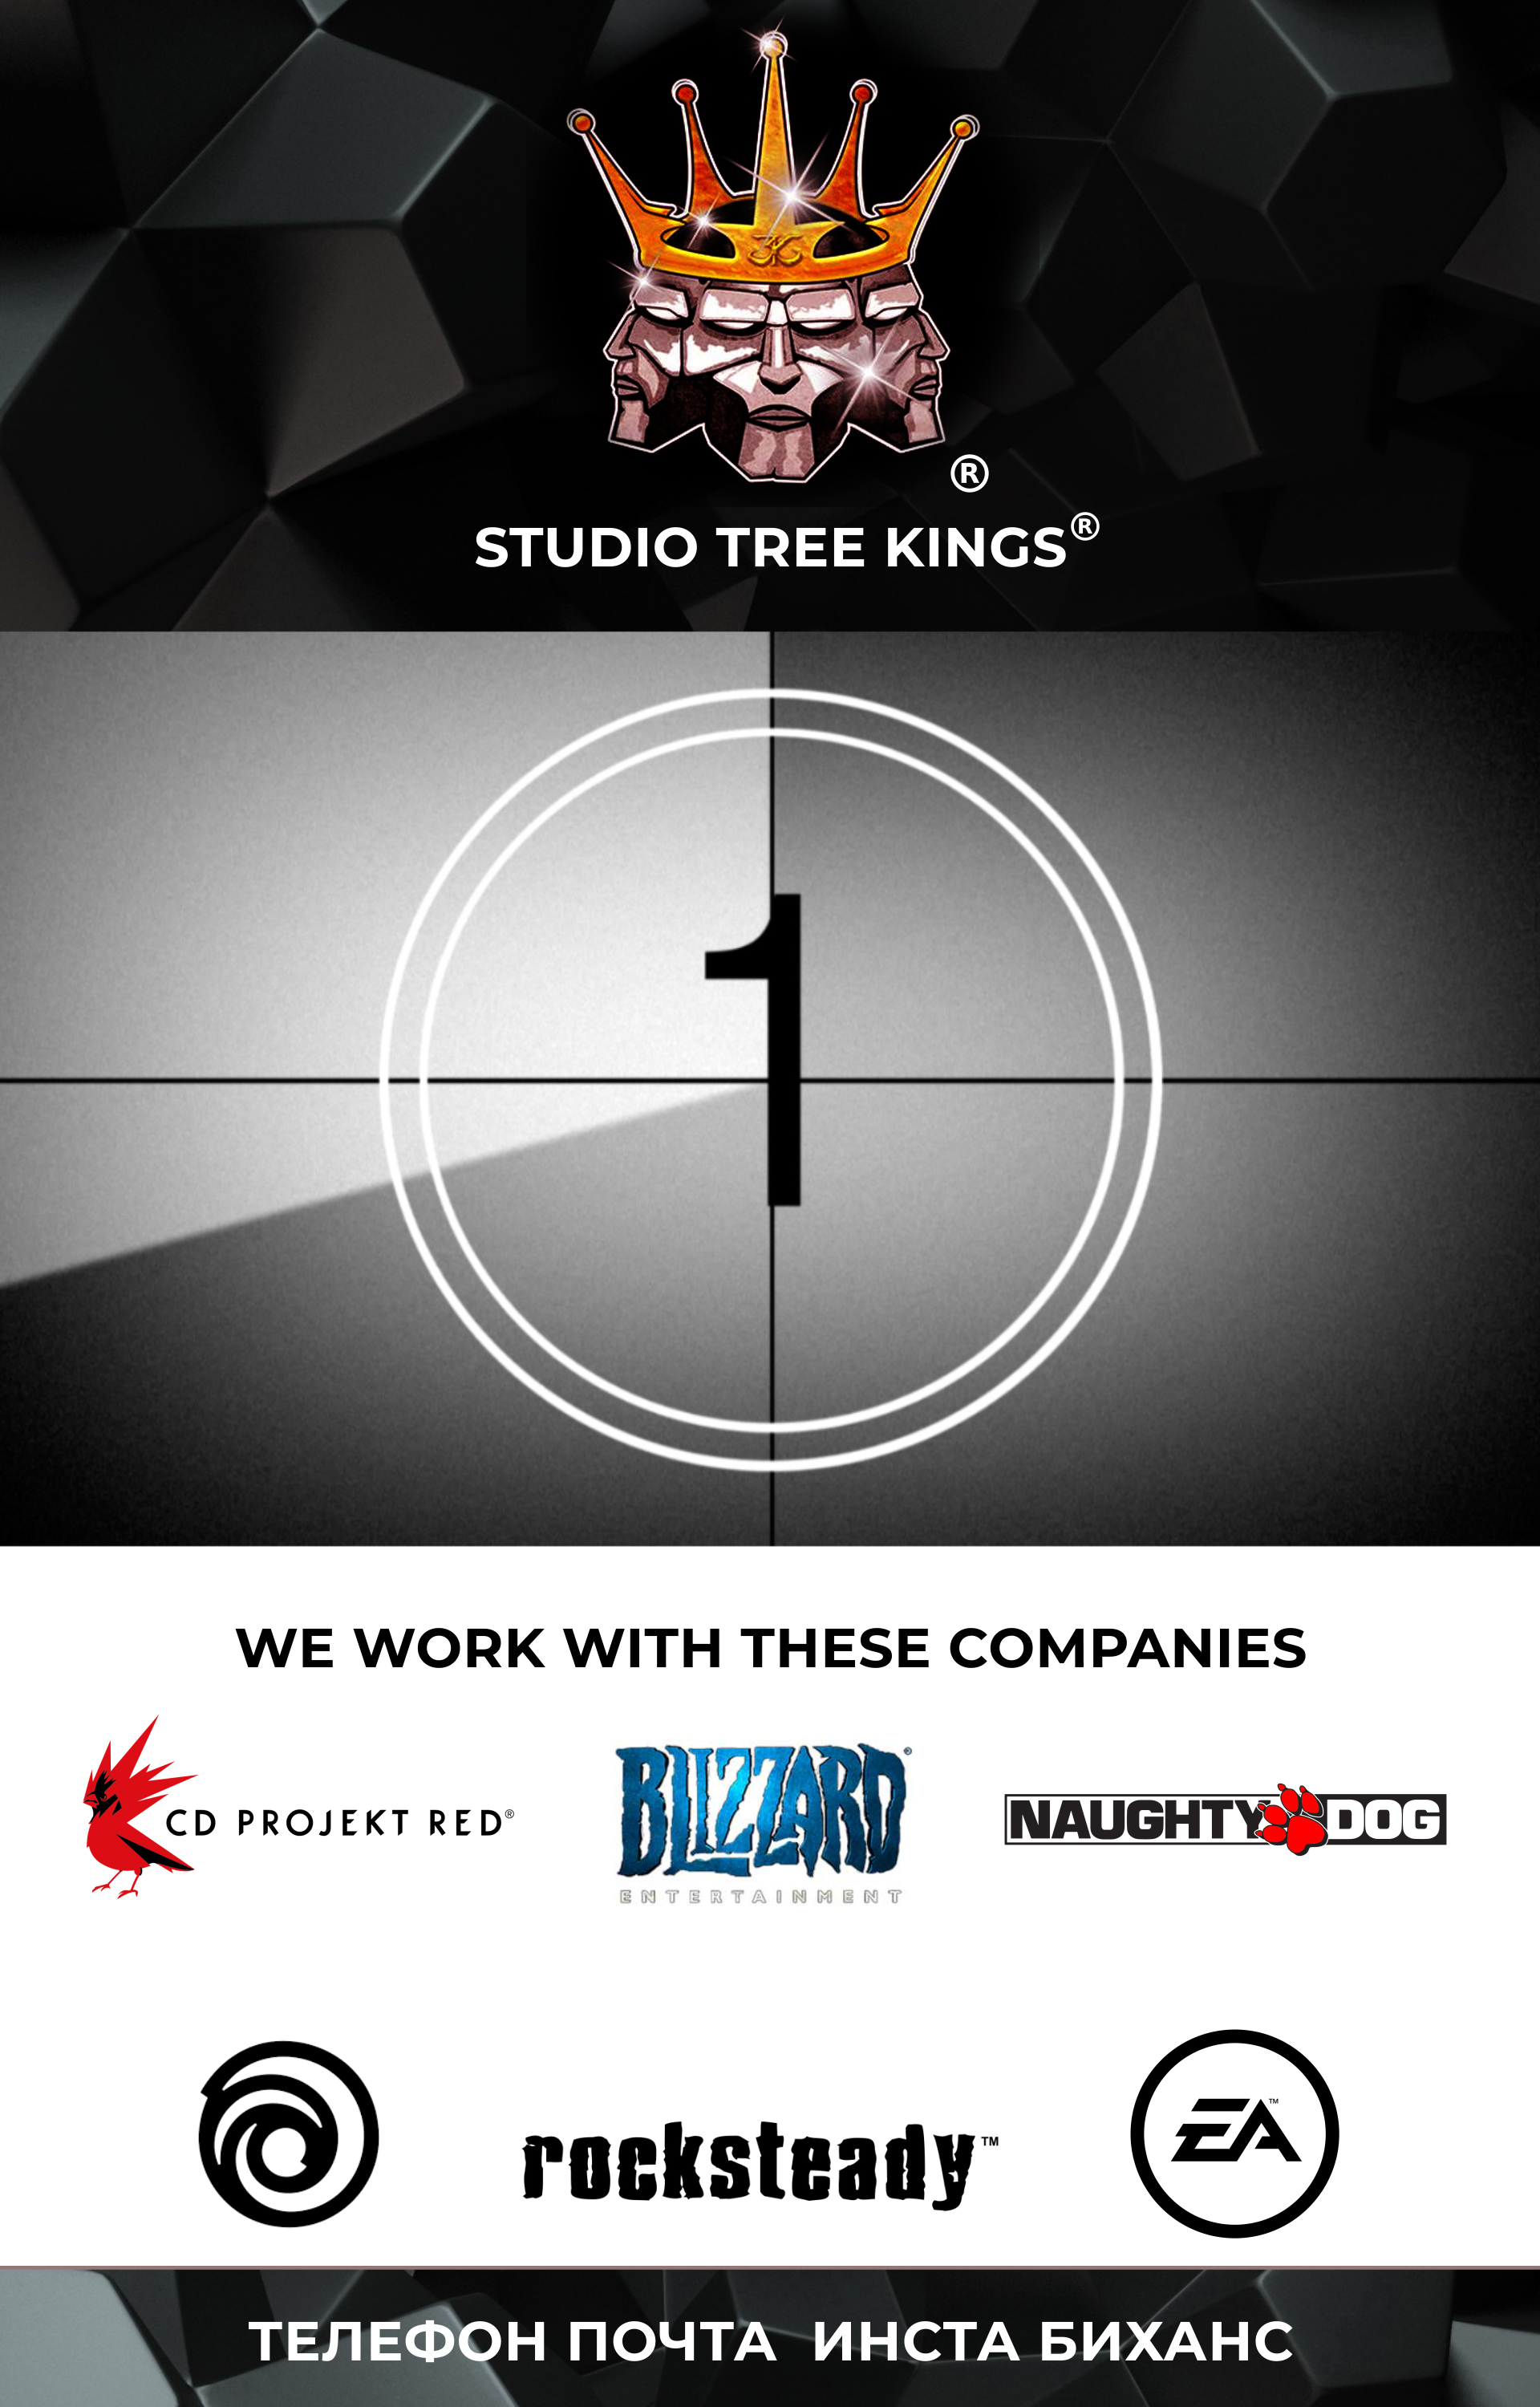 ®
STUDIO TREE KINGS®
1
WE WORK WITH THESE COMPANIES
CD PROJEKT RED®
BLIZZARD®
ENTERTAINMENT
NAUGHTY DOG
rocksteady™
EA™
ТЕЛЕФОН ПОЧТА ИНСТА БИХАНС